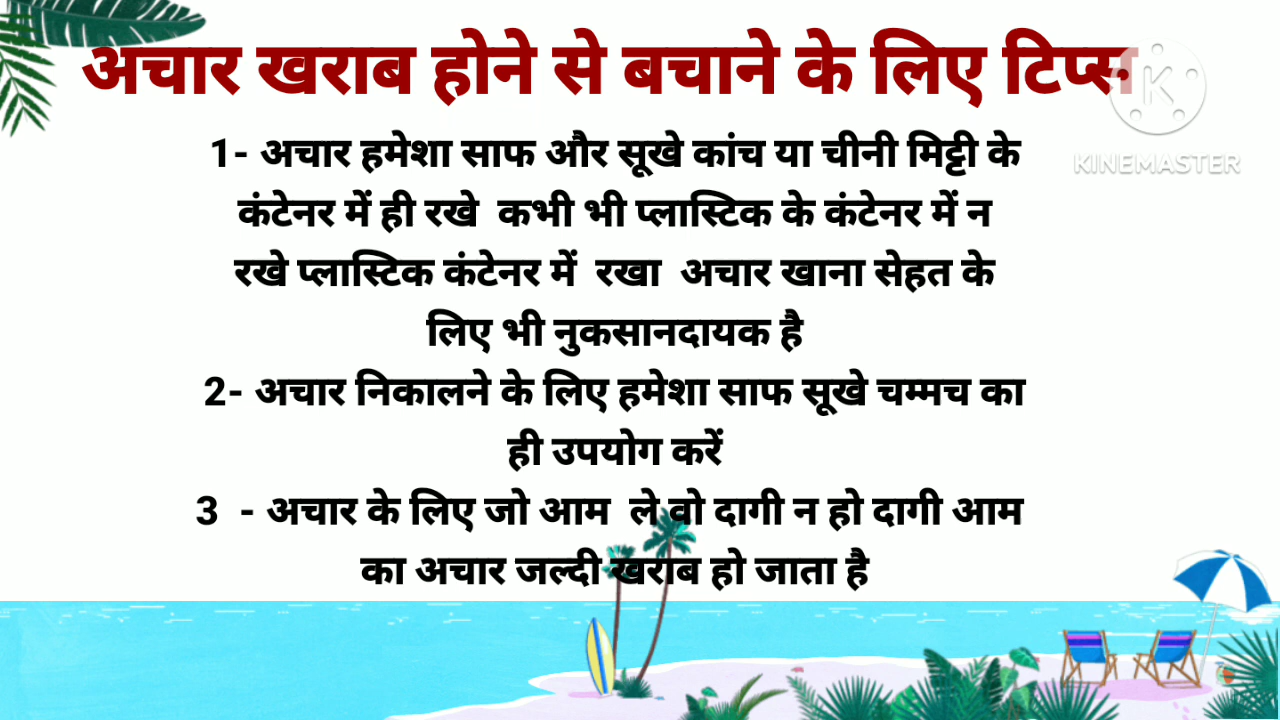 अचार खराब होने से बचाने के लिए टिप्स
1- अचार हमेशा साफ और सूखे कांच या चीनी मिट्टी के
कंटेनर में ही रखे कभी भी प्लास्टिक के कंटेनर में न
रखे प्लास्टिक कंटेनर में रखा अचार खाना सेहत के
लिए भी नुकसानदायक है
2- अचार निकालने के लिए हमेशा साफ सूखे चम्मच का
ही उपयोग करें
3 - अचार के लिए जो आम ले वो दागी न हो दागी आम
का अचार जल्दी खराब हो जाता है
K
KINEMASTER